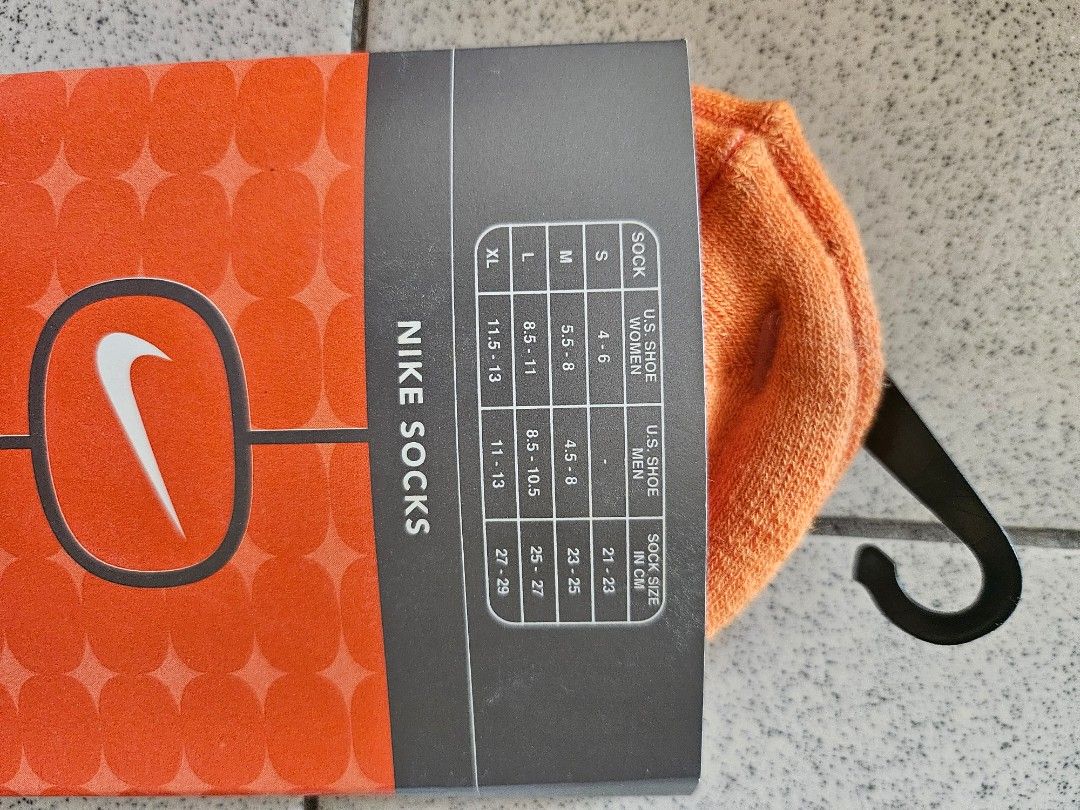 SOCK U.S. SHOE WOMEN U.S. SHOE MEN SOCK SIZE IN CM
S 4 - 6 - 21 - 23
M 5.5 - 8 4.5 - 8 23 - 25
L 8.5 - 11 8.5 - 10.5 25 - 27
XL 11.5 - 13 11 - 13 27 - 29
NIKE SOCKS